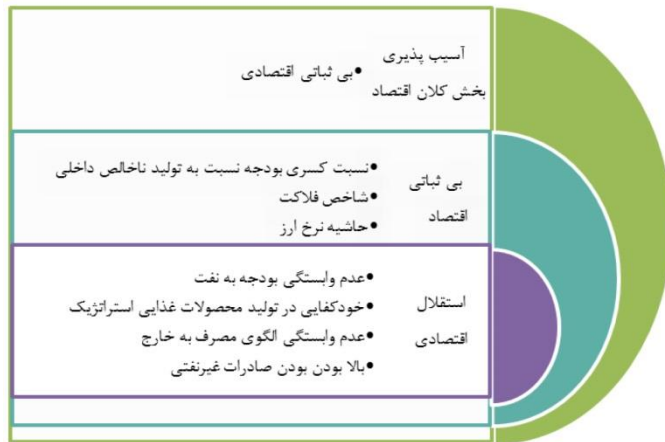 آسیب پذیری
بخش کلان اقتصاد
•بی ثباتی اقتصادی
بی ثباتی
اقتصاد
•نسبت کسری بودجه نسبت به تولید ناخالص داخلی
•شاخص فلاکت
•حاشیه نرخ ارز
استقلال
اقتصادی
•عدم وابستگی بودجه به نفت
•خودکفایی در تولید محصولات غذایی استراتژیک
•عدم وابستگی الگوی مصرف به خارج
•بالا بودن بودن صادرات غیرنفتی